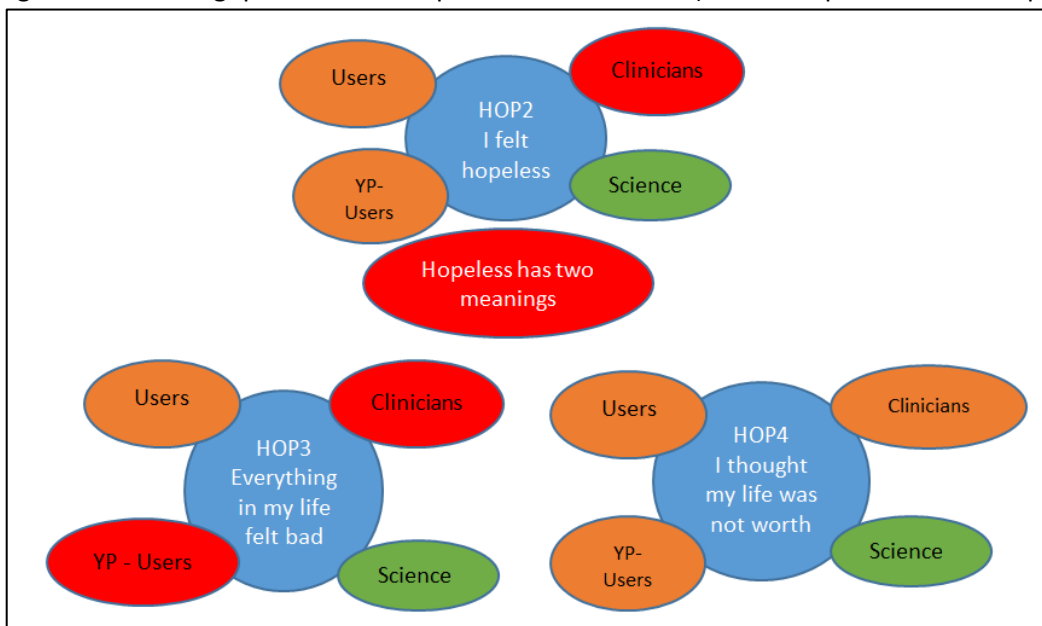 Users
Clinicians
HOP2
I felt
hopeless
YP-
Users
Science
Hopeless has two
meanings
Users
Clinicians
HOP3
Everything
in my life
felt bad
YP - Users
Science
Users
Clinicians
HOP4
I thought
my life was
not worth
YP-
Users
Science